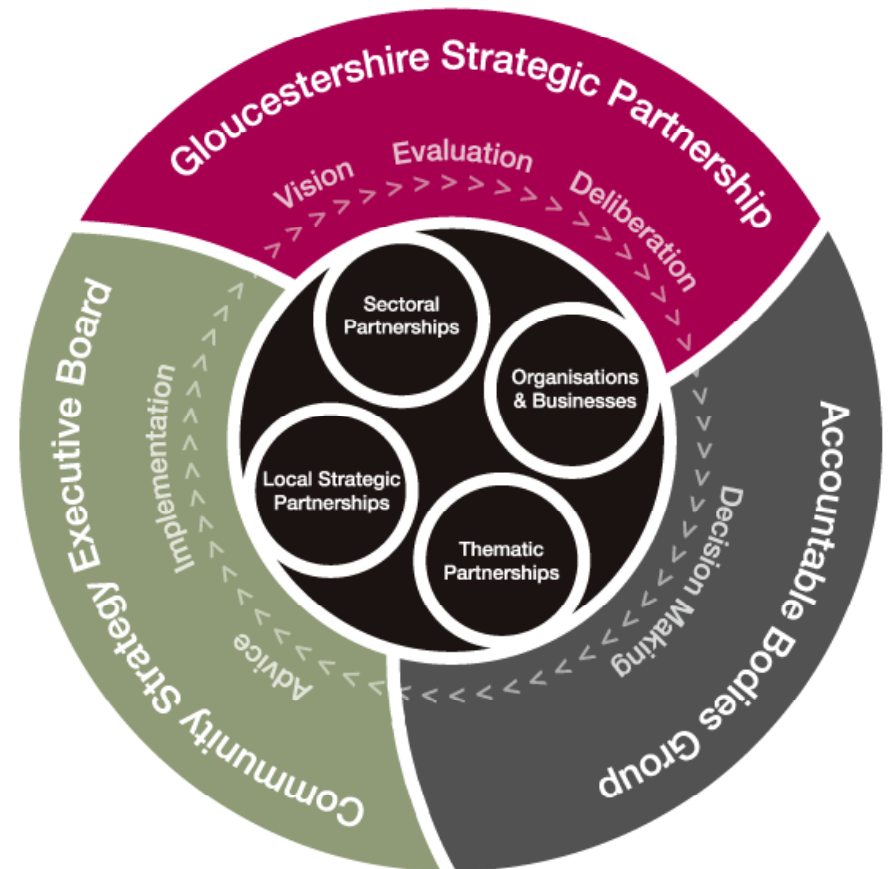 Gloucestershire Strategic Partnership
Vision
Evaluation
Deliberation
Accountable Bodies Group
Decision Making
Community Strategy Executive Board
Advice
Implementation
Sectoral
Partnerships
Organisations
& Businesses
Local Strategic
Partnerships
Thematic
Partnerships